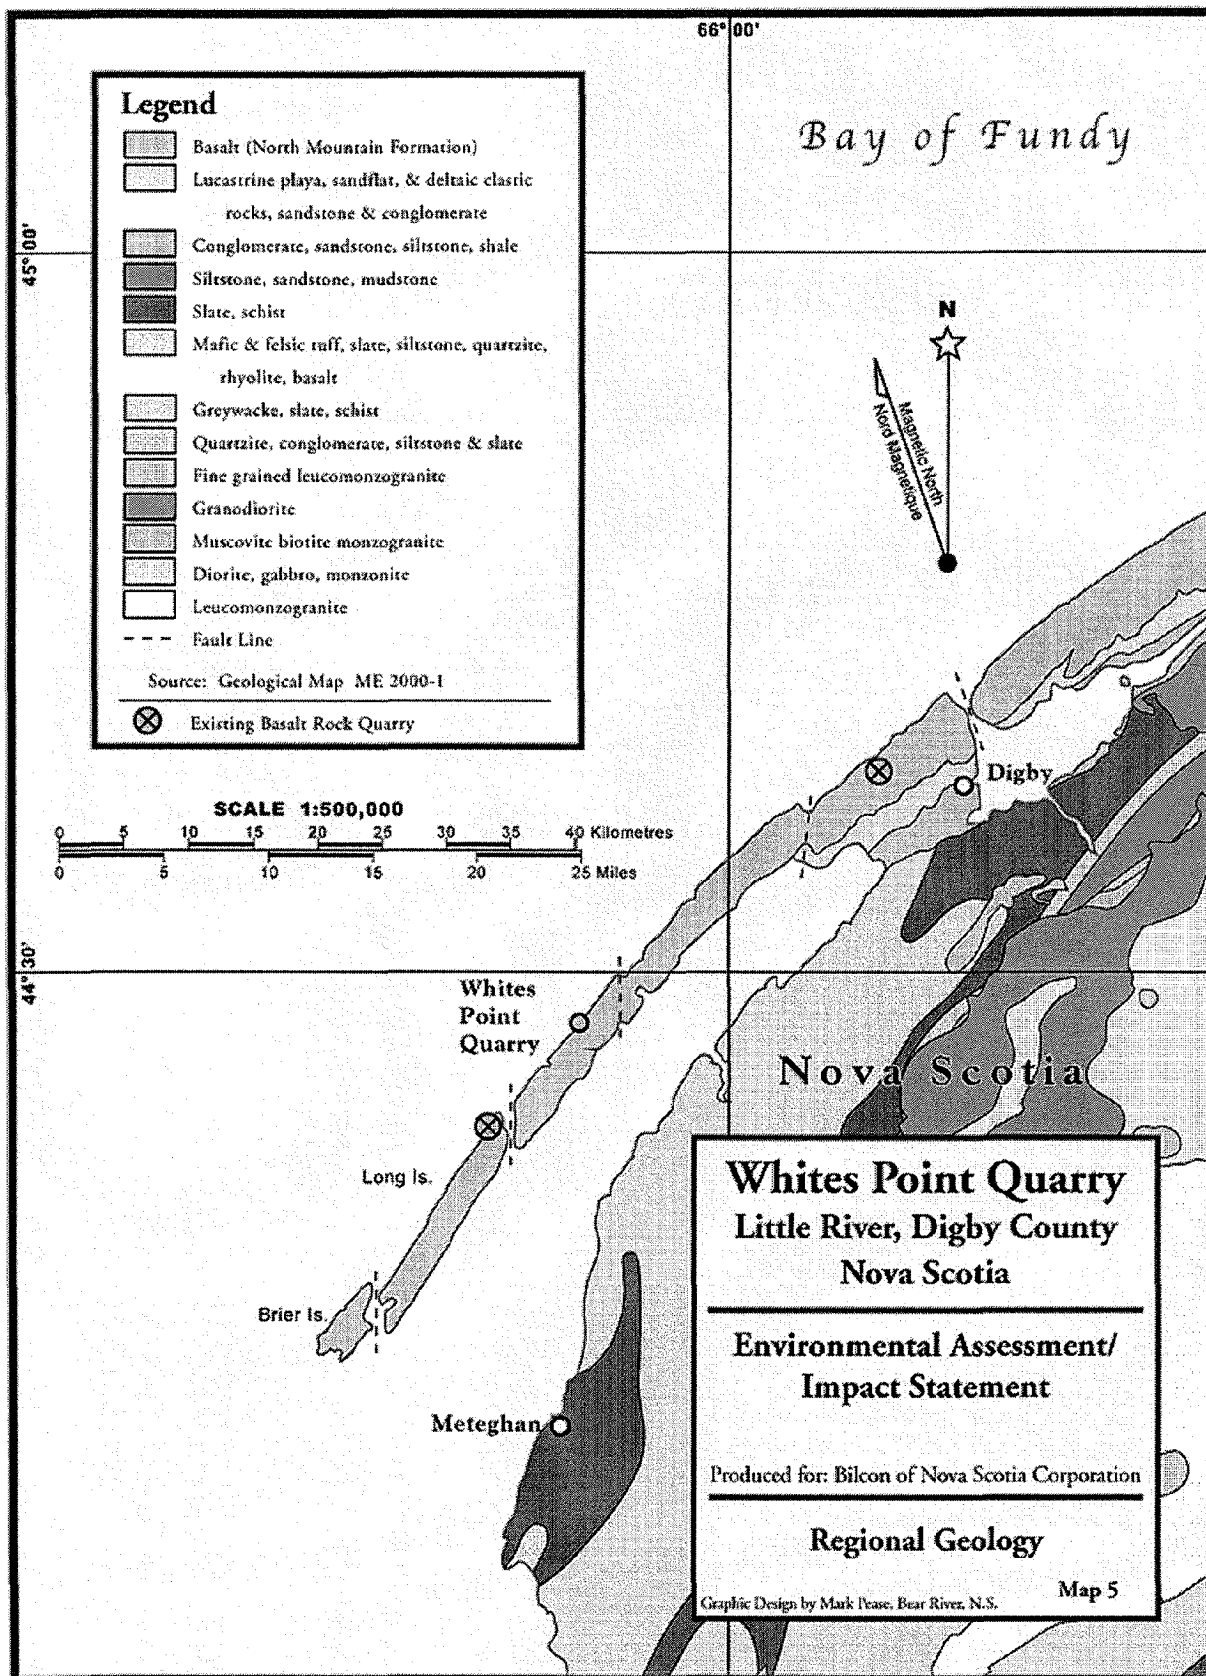 66° 00'
Bay of Fundy
Legend
Basalt (North Mountain Formation)
Lucastrine playa, sandflat, & deltaic clastic
rocks, sandstone & conglomerate
Conglomerate, sandstone, siltstone, shale
Siltstone, sandstone, mudstone
Slate, schist
Mafic & felsic tuff, slate, siltstone, quartzite,
rhyolite, basalt
Greywacke, slate, schist
Quartzite, conglomerate, siltstone & slate
Fine grained leucomonzogranite
Granodiorite
Muscovite biotite monzogranite
Diorite, gabbro, monzonite
Leucomonzogranite
Fault Line
Source: Geological Map ME 2000-1
Existing Basalt Rock Quarry
45° 00'
N
Magnetic North
Nord Magnetique
Digby
SCALE 1:500,000
0 5 10 15 20 25 30 35 40 Kilometres
0 5 10 15 20 25 Miles
44° 30'
Whites
Point
Quarry
Nova Scotia
Long Is.
Brier Is.
Meteghan
Whites Point Quarry
Little River, Digby County
Nova Scotia
Environmental Assessment/
Impact Statement
Produced for: Bilcon of Nova Scotia Corporation
Regional Geology
Map 5
Graphic Design by Mark Pease, Bear River, N.S.